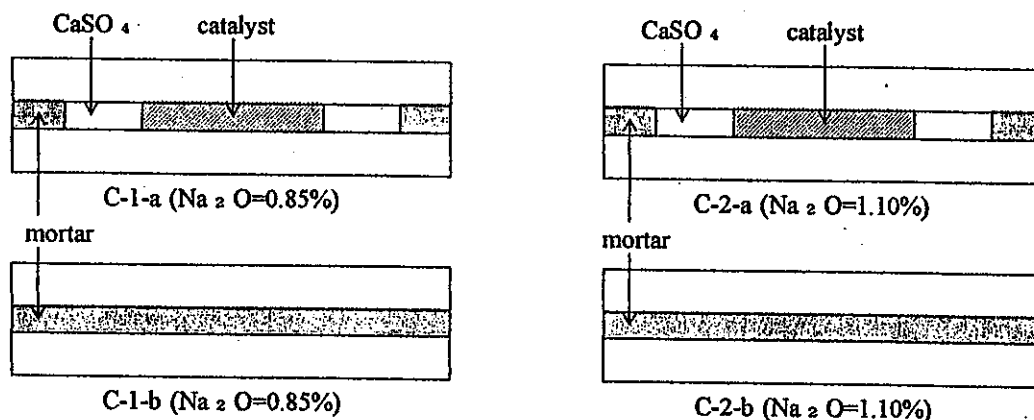 CaSO 4 catalyst
C-1-a (Na 2 O=0.85%)
mortar
C-1-b (Na 2 O=0.85%)
CaSO 4 catalyst
C-2-a (Na 2 O=1.10%)
mortar
C-2-b (Na 2 O=1.10%)